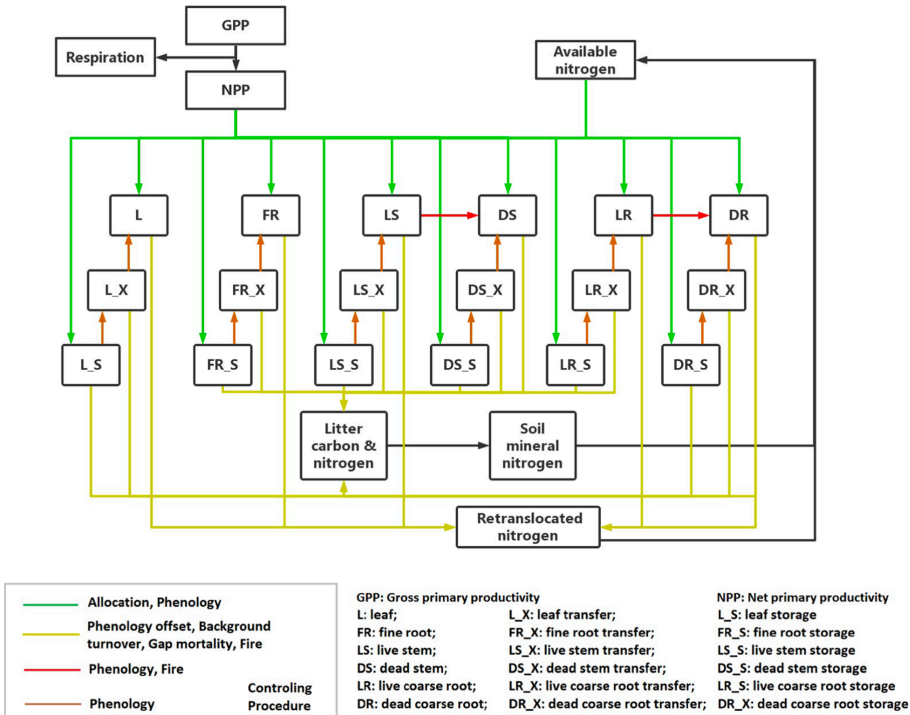 GPP
Respiration
NPP
Available
nitrogen
L
FR
LS
DS
LR
DR
L_X
FR_X
LS_X
DS_X
LR_X
DR_X
L_S
FR_S
LS_S
DS_S
LR_S
DR_S
Litter
carbon &
nitrogen
Soil
mineral
nitrogen
Retranslocated
nitrogen
Allocation, Phenology
Phenology offset, Background
turnover, Gap mortality, Fire
Phenology, Fire
Phenology
Controling
Procedure
GPP: Gross primary productivity NPP: Net primary productivity
L: leaf; L_X: leaf transfer; L_S: leaf storage
FR: fine root; FR_X: fine root transfer; FR_S: fine root storage
LS: live stem; LS_X: live stem transfer; LS_S: live stem storage
DS: dead stem; DS_X: dead stem transfer; DS_S: dead stem storage
LR: live coarse root; LR_X: live coarse root transfer; LR_S: live coarse root storage
DR: dead coarse root; DR_X: dead coarse root transfer; DR_X: dead coarse root storage